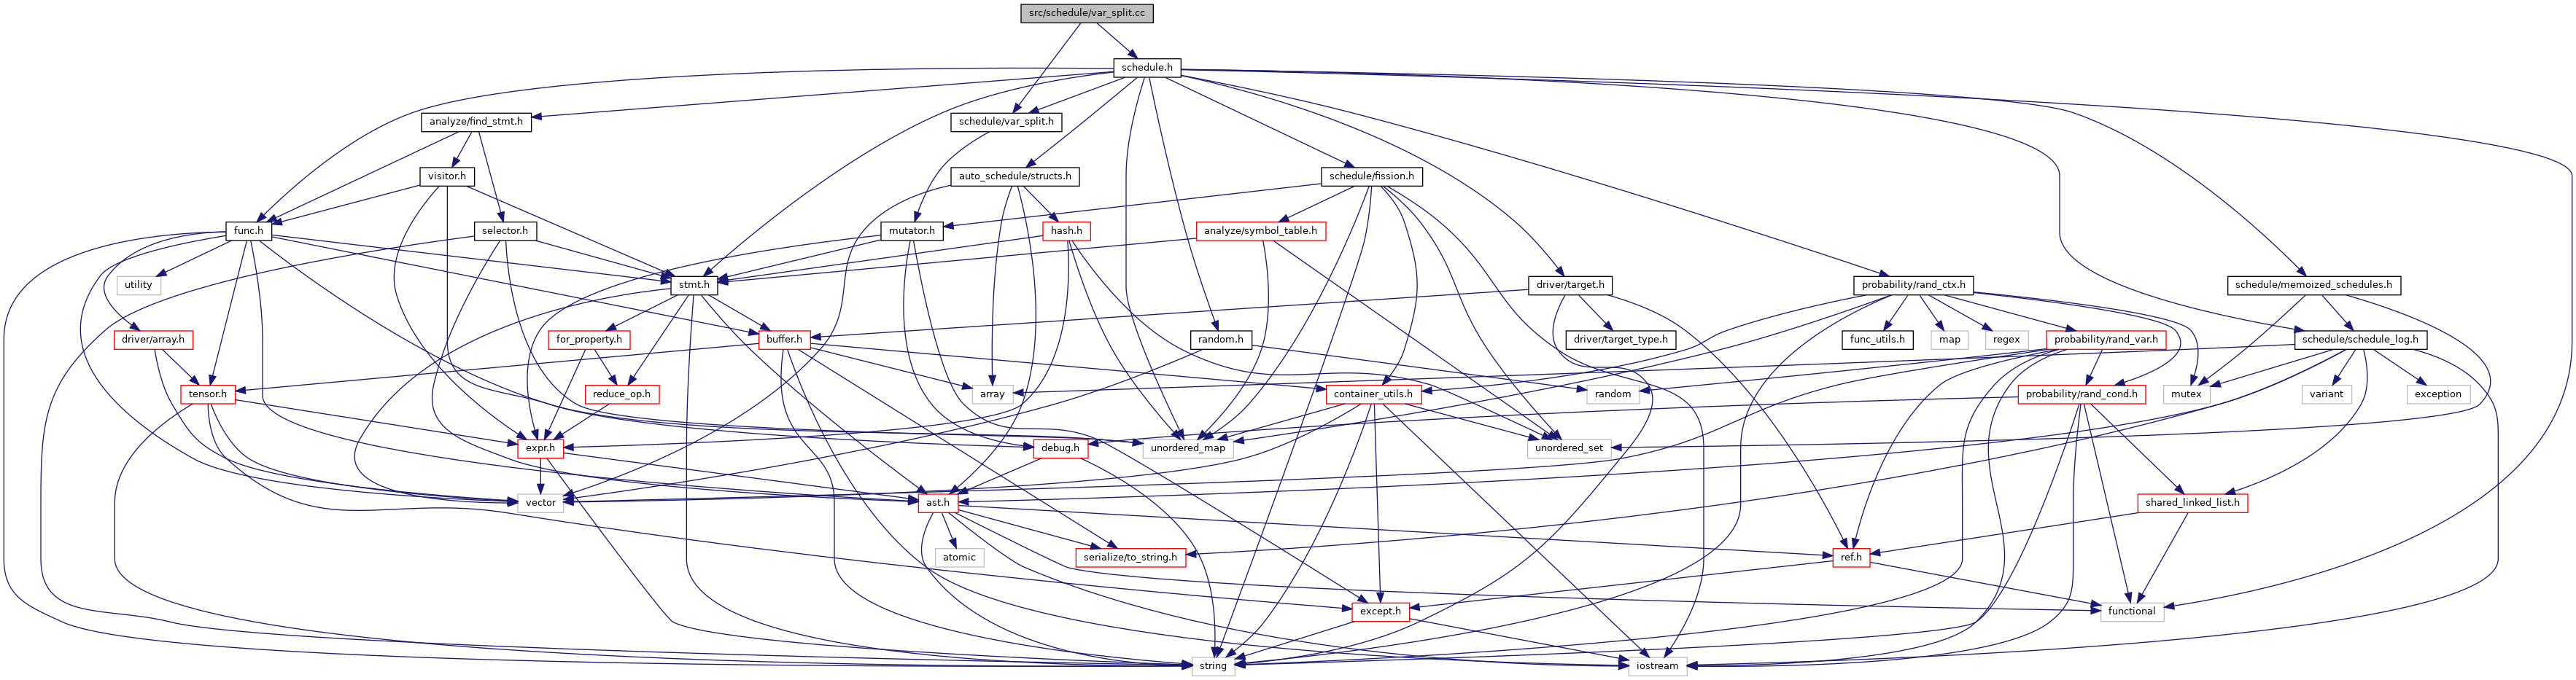 src/schedule/var_split.cc
schedule.h
analyze/find_stmt.h
schedule/var_split.h
visitor.h
auto_schedule/structs.h
schedule/fission.h
func.h
selector.h
mutator.h
hash.h
analyze/symbol_table.h
utility
stmt.h
driver/target.h
probability/rand_ctx.h
schedule/memoized_schedules.h
driver/array.h
for_property.h
buffer.h
random.h
driver/target_type.h
func_utils.h
map
regex
probability/rand_var.h
schedule/schedule_log.h
tensor.h
reduce_op.h
array
container_utils.h
random
probability/rand_cond.h
mutex
variant
exception
expr.h
debug.h
unordered_map
unordered_set
vector
ast.h
shared_linked_list.h
atomic
serialize/to_string.h
ref.h
except.h
functional
string
iostream